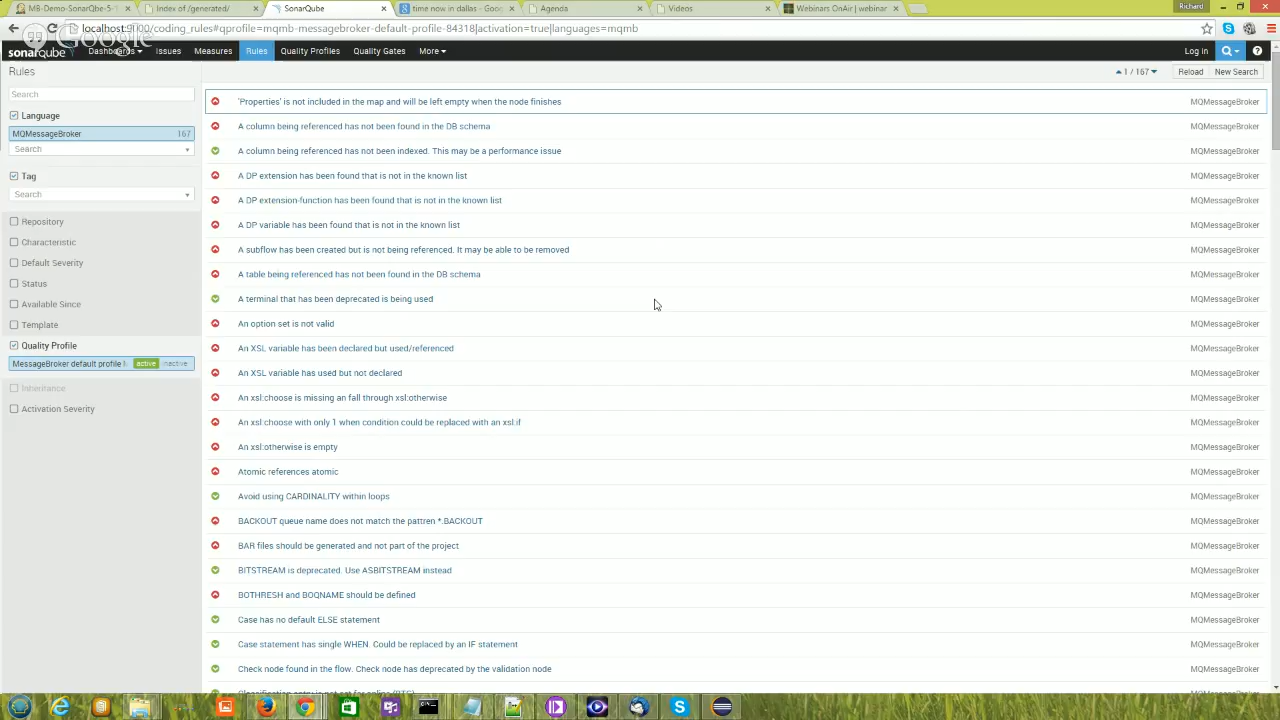 MB-Demo-SonarQbe-5-
Index of /generated/
SonarQube
time now in dallas - Goo
Agenda
Videos
Webinars OnAir | webinar
Richard
localhost:9000/coding_rules#qprofile=mqmb-messagebroker-default-profile-84318|activation=true|languages=mqmb
Google
sonarqube
Dashboards
Issues
Measures
Rules
Quality Profiles
Quality Gates
More
Log in
Rules
1 / 167
Reload
New Search
Search
Language
MQMessageBroker 167
Search
Tag
Search
Repository
Characteristic
Default Severity
Status
Available Since
Template
Quality Profile
MessageBroker default profile active inactive
Inheritance
Activation Severity
'Properties' is not included in the map and will be left empty when the node finishes MQMessageBroker
A column being referenced has not been found in the DB schema MQMessageBroker
A column being referenced has not been indexed. This may be a performance issue MQMessageBroker
A DP extension has been found that is not in the known list MQMessageBroker
A DP extension-function has been found that is not in the known list MQMessageBroker
A DP variable has been found that is not in the known list MQMessageBroker
A subflow has been created but is not being referenced. It may be able to be removed MQMessageBroker
A table being referenced has not been found in the DB schema MQMessageBroker
A terminal that has been deprecated is being used MQMessageBroker
An option set is not valid MQMessageBroker
An XSL variable has been declared but used/referenced MQMessageBroker
An XSL variable has used but not declared MQMessageBroker
An xsl:choose is missing an fall through xsl:otherwise MQMessageBroker
An xsl:choose with only 1 when condition could be replaced with an xsl:if MQMessageBroker
An xsl:otherwise is empty MQMessageBroker
Atomic references atomic MQMessageBroker
Avoid using CARDINALITY within loops MQMessageBroker
BACKOUT queue name does not match the pattren *.BACKOUT MQMessageBroker
BAR files should be generated and not part of the project MQMessageBroker
BITSTREAM is deprecated. Use ASBITSTREAM instead MQMessageBroker
BOTHRESH and BOQNAME should be defined MQMessageBroker
Case has no default ELSE statement MQMessageBroker
Case statement has single WHEN. Could be replaced by an IF statement MQMessageBroker
Check node found in the flow. Check node has deprecated by the validation node MQMessageBroker